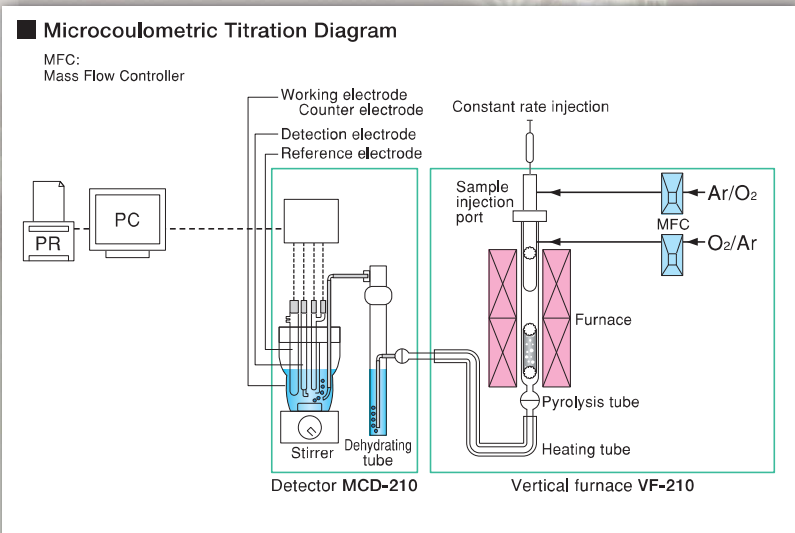 Microcoulometric Titration Diagram
MFC:
Mass Flow Controller
Working electrode
Counter electrode
Detection electrode
Reference electrode
Constant rate injection
Sample
injection
port
Ar/O₂
MFC
O₂/Ar
PR
PC
Furnace
Pyrolysis tube
Heating tube
Stirrer
Dehydrating
tube
Detector MCD-210
Vertical furnace VF-210